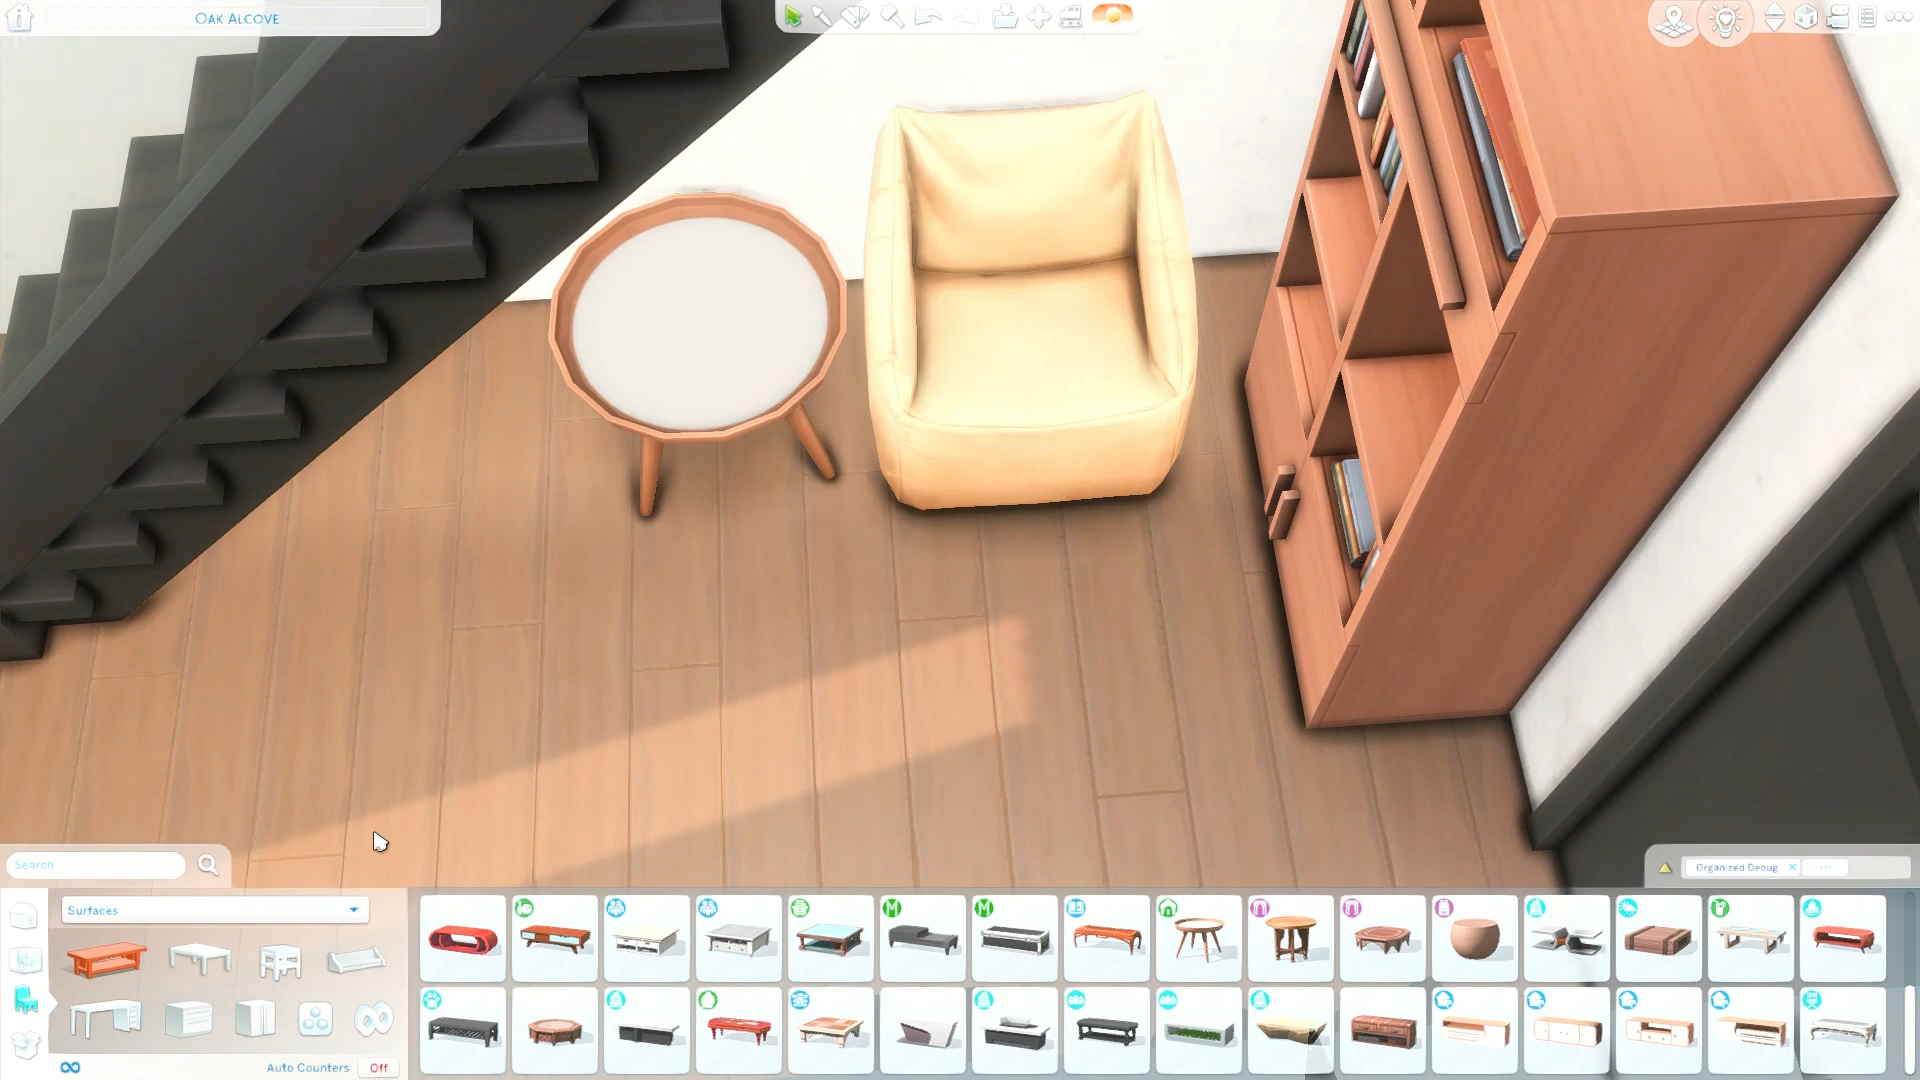 Oak Alcove
Search
Organized Debug
Surfaces
Auto Counters Off